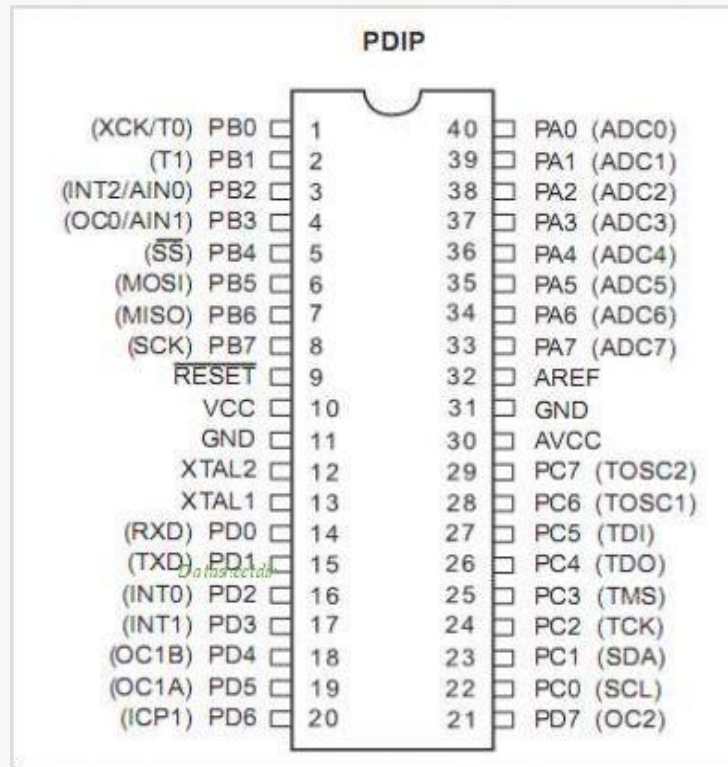 PDIP
(XCK/T0) PB0 1 40 PA0 (ADC0)
(T1) PB1 2 39 PA1 (ADC1)
(INT2/AIN0) PB2 3 38 PA2 (ADC2)
(OC0/AIN1) PB3 4 37 PA3 (ADC3)
(S̅S̅) PB4 5 36 PA4 (ADC4)
(MOSI) PB5 6 35 PA5 (ADC5)
(MISO) PB6 7 34 PA6 (ADC6)
(SCK) PB7 8 33 PA7 (ADC7)
R̅E̅S̅E̅T̅ 9 32 AREF
VCC 10 31 GND
GND 11 30 AVCC
XTAL2 12 29 PC7 (TOSC2)
XTAL1 13 28 PC6 (TOSC1)
(RXD) PD0 14 27 PC5 (TDI)
(TXD) PD1 15 26 PC4 (TDO)
(INT0) PD2 16 25 PC3 (TMS)
(INT1) PD3 17 24 PC2 (TCK)
(OC1B) PD4 18 23 PC1 (SDA)
(OC1A) PD5 19 22 PC0 (SCL)
(ICP1) PD6 20 21 PD7 (OC2)